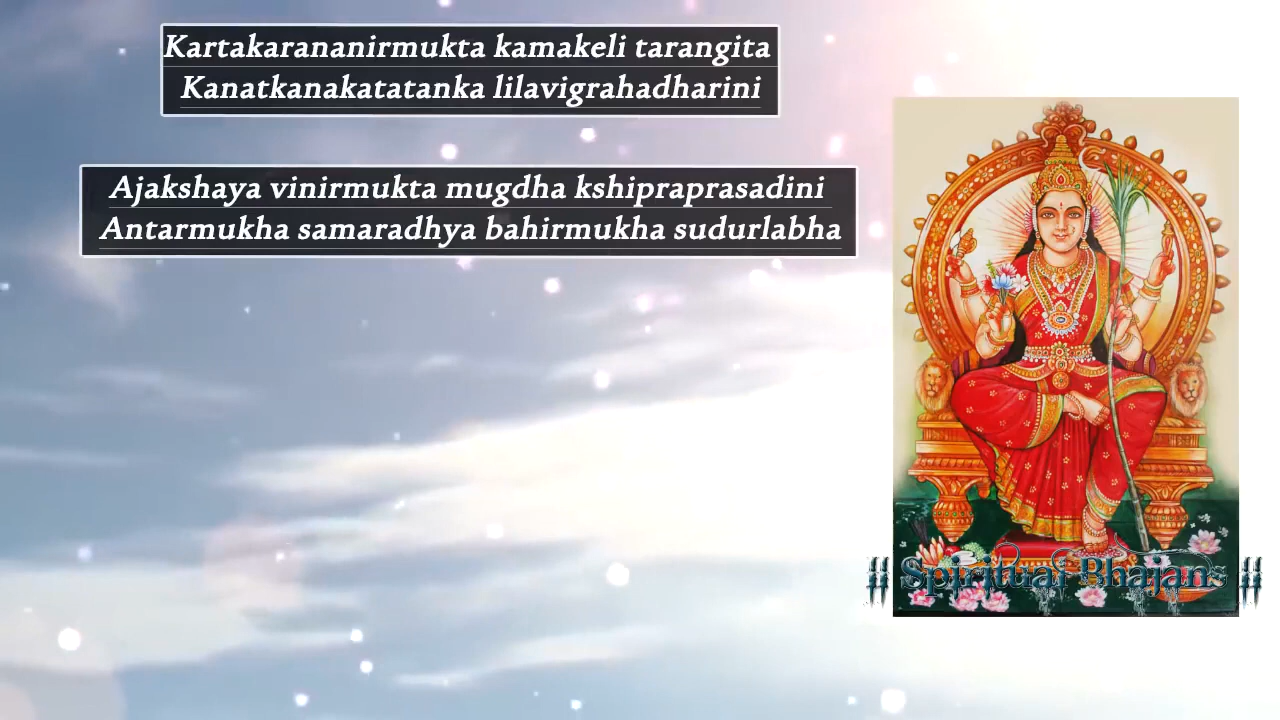 Kartakarananirmukta kamakeli tarangita
Kanatkanakatatanka lilavigrahadharini
Ajakshaya vinirmukta mugdha kshipraprasadini
Antarmukha samaradhya bahirmukha sudurlabha
|| Spiritual Bhajans ||